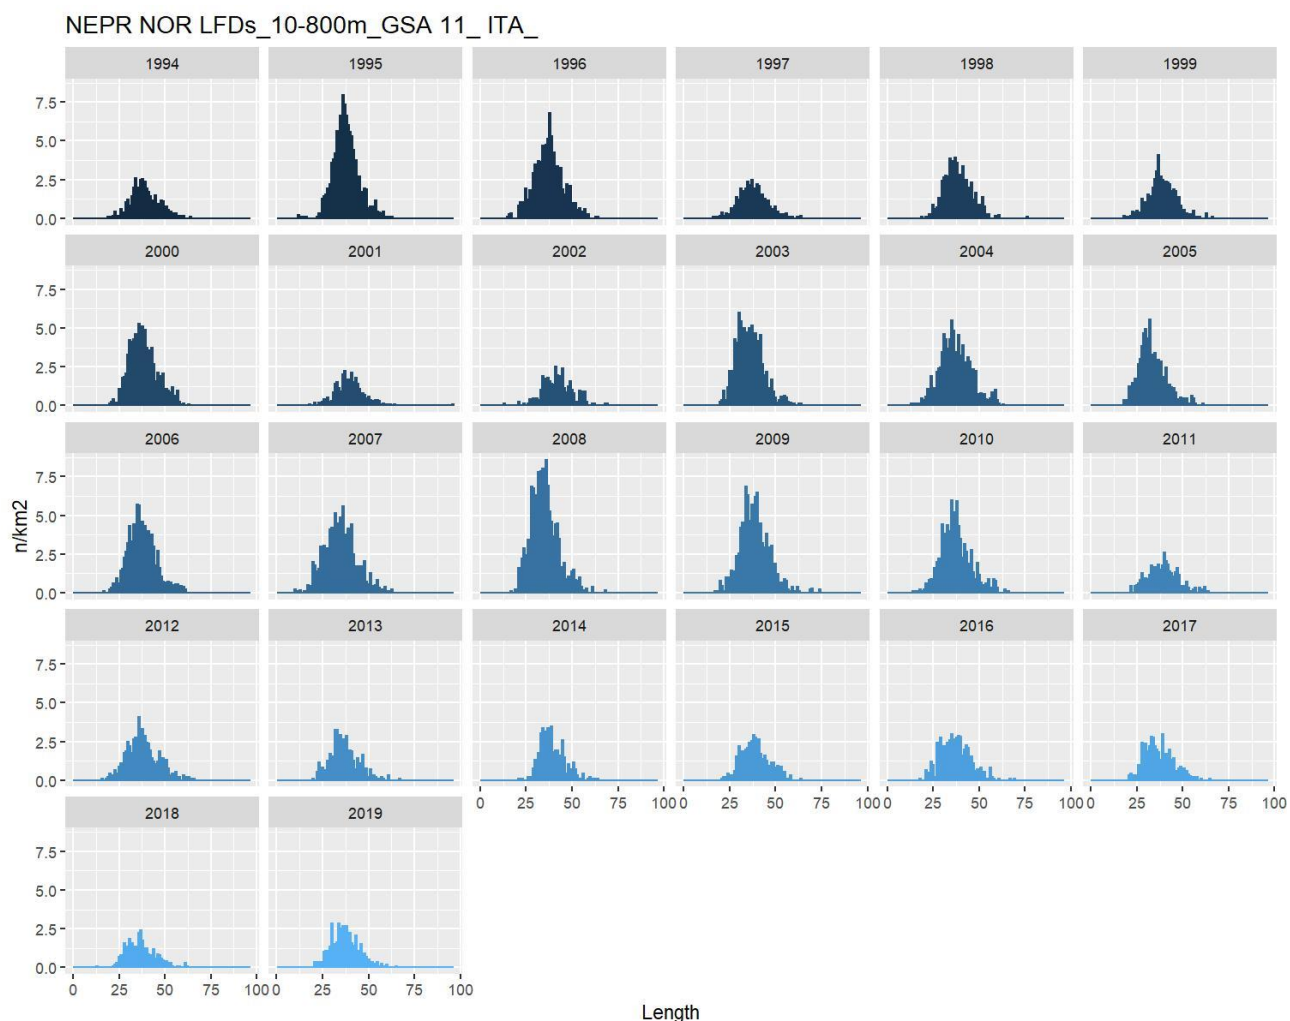 NEPR NOR LFDs_10-800m_GSA 11_ ITA_
1994 1995 1996 1997 1998 1999
7.5
5.0
2.5
0.0
2000 2001 2002 2003 2004 2005
7.5
5.0
2.5
0.0
2006 2007 2008 2009 2010 2011
7.5
5.0
2.5
0.0
n/km2
2012 2013 2014 2015 2016 2017
7.5
5.0
2.5
0.0
0 25 50 75 100 0 25 50 75 100 0 25 50 75 100 0 25 50 75 100
2018 2019
7.5
5.0
2.5
0.0
0 25 50 75 100 0 25 50 75 100
Length